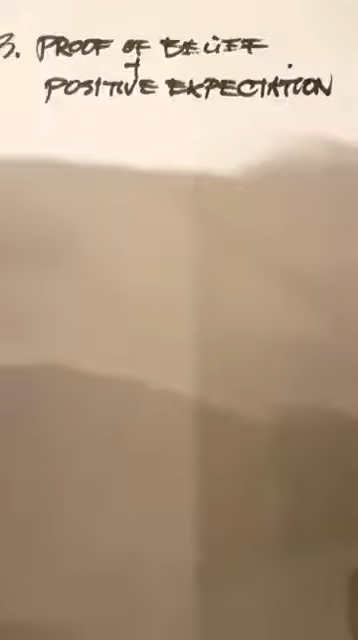 3. PROOF OF BELIEF
+
POSITIVE EXPECTATION